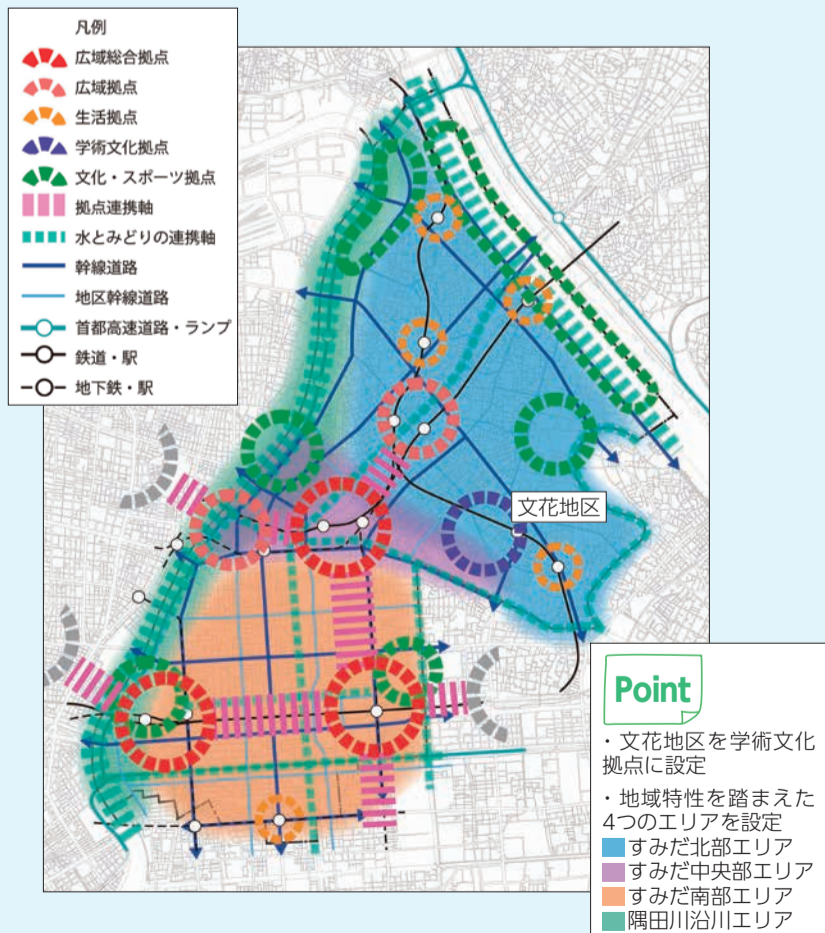 凡例
広域総合拠点
広域拠点
生活拠点
学術文化拠点
文化・スポーツ拠点
拠点連携軸
水とみどりの連携軸
幹線道路
地区幹線道路
首都高速道路・ランプ
鉄道・駅
地下鉄・駅
文花地区
Point
・文花地区を学術文化
拠点に設定
・地域特性を踏まえた
4つのエリアを設定
すみだ北部エリア
すみだ中央部エリア
すみだ南部エリア
隅田川沿川エリア